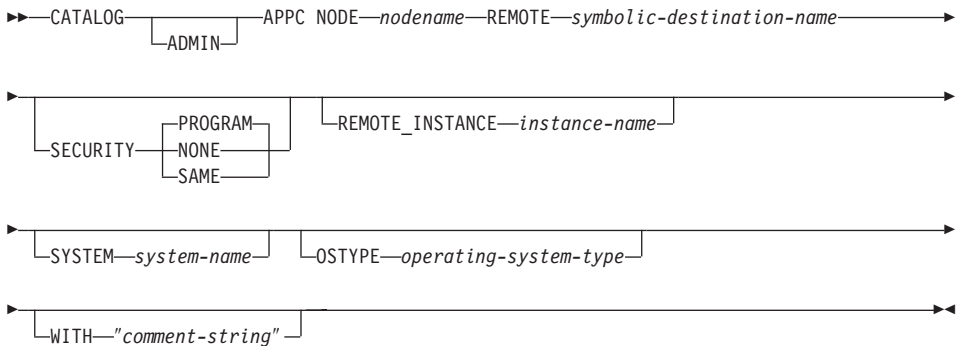 CATALOG APPC NODE nodename REMOTE symbolic-destination-name
ADMIN
PROGRAM REMOTE_INSTANCE instance-name
SECURITY NONE
SAME
SYSTEM system-name OSTYPE operating-system-type
WITH "comment-string"